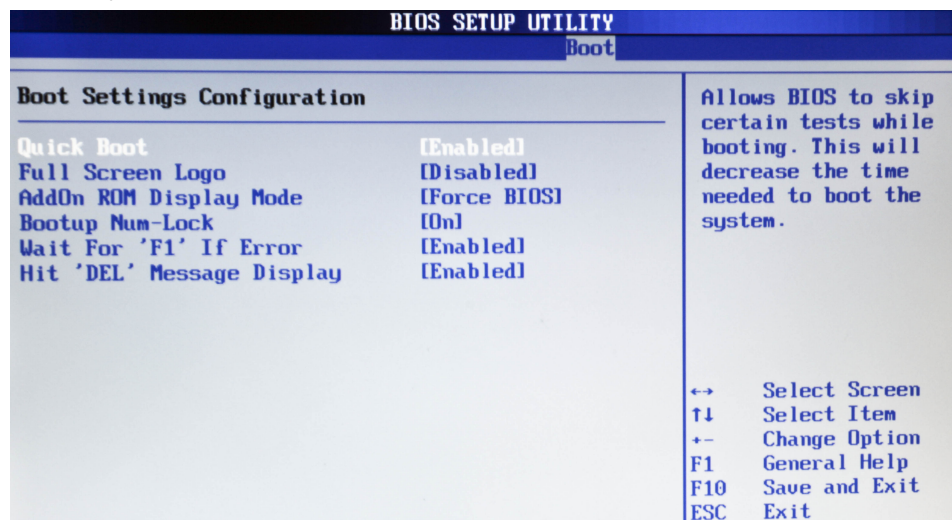 BIOS SETUP UTILITY
Boot
Boot Settings Configuration
Quick Boot [Enabled]
Full Screen Logo [Disabled]
AddOn ROM Display Mode [Force BIOS]
Bootup Num-Lock [On]
Wait For 'F1' If Error [Enabled]
Hit 'DEL' Message Display [Enabled]
Allows BIOS to skip
certain tests while
booting. This will
decrease the time
needed to boot the
system.
←→ Select Screen
↑↓ Select Item
+- Change Option
F1 General Help
F10 Save and Exit
ESC Exit